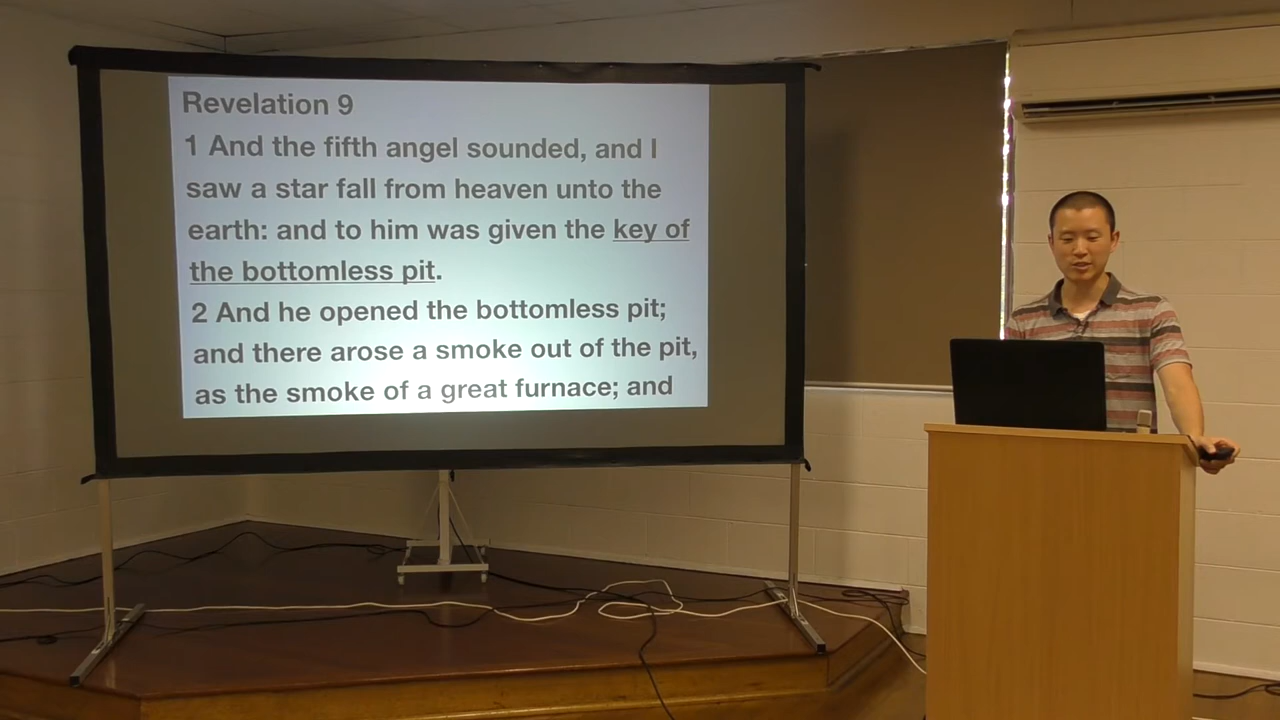 Revelation 9
1 And the fifth angel sounded, and I
saw a star fall from heaven unto the
earth: and to him was given the key of
the bottomless pit.
2 And he opened the bottomless pit;
and there arose a smoke out of the pit,
as the smoke of a great furnace; and